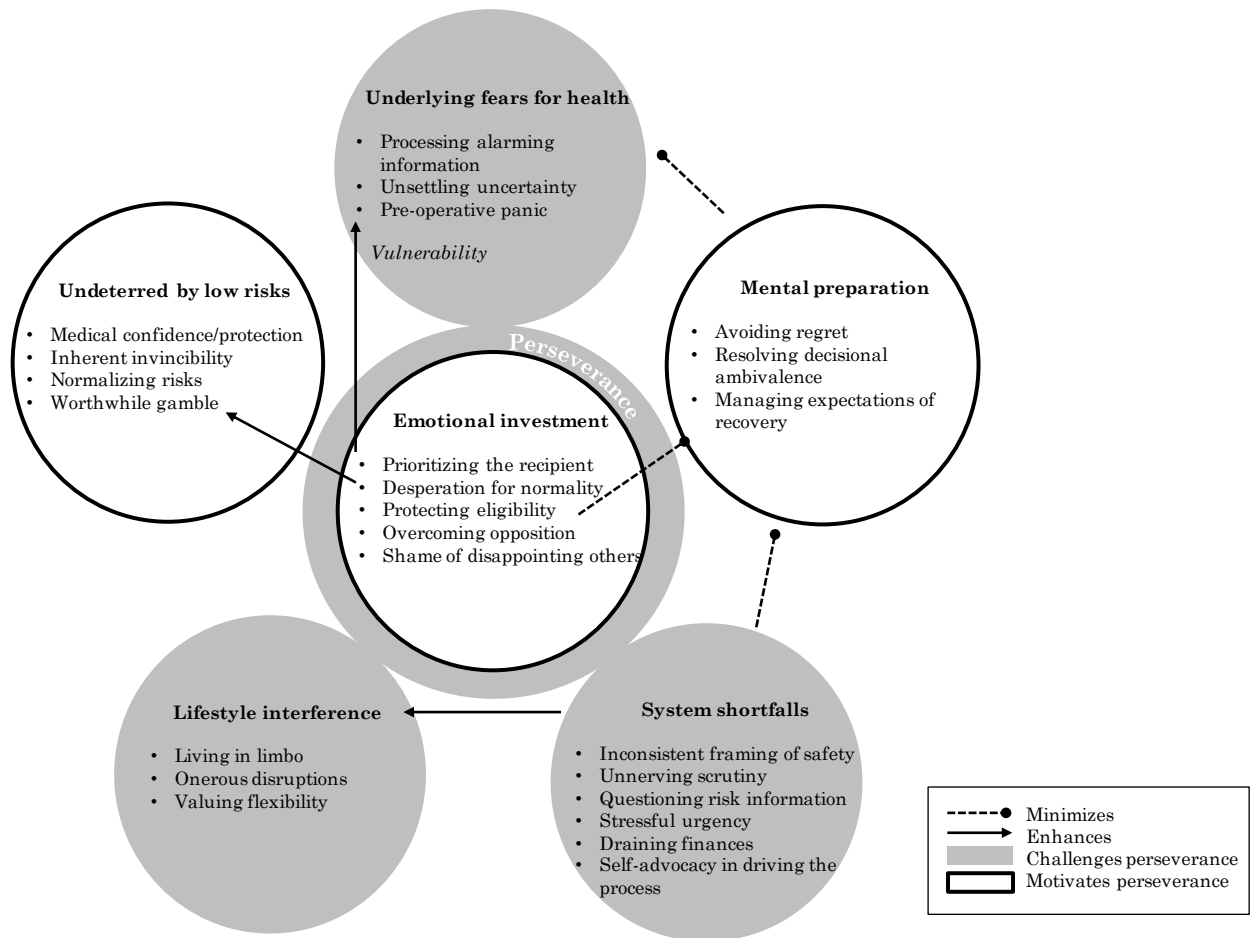 Underlying fears for health
• Processing alarming
information
• Unsettling uncertainty
• Pre-operative panic
Vulnerability
Undeterred by low risks
• Medical confidence/protection
• Inherent invincibility
• Normalizing risks
• Worthwhile gamble
Mental preparation
• Avoiding regret
• Resolving decisional
ambivalence
• Managing expectations of
recovery
Perseverance
Emotional investment
• Prioritizing the recipient
• Desperation for normality
• Protecting eligibility
• Overcoming opposition
• Shame of disappointing others
Lifestyle interference
• Living in limbo
• Onerous disruptions
• Valuing flexibility
System shortfalls
• Inconsistent framing of safety
• Unnerving scrutiny
• Questioning risk information
• Stressful urgency
• Draining finances
• Self-advocacy in driving the
process
Minimizes
Enhances
Challenges perseverance
Motivates perseverance